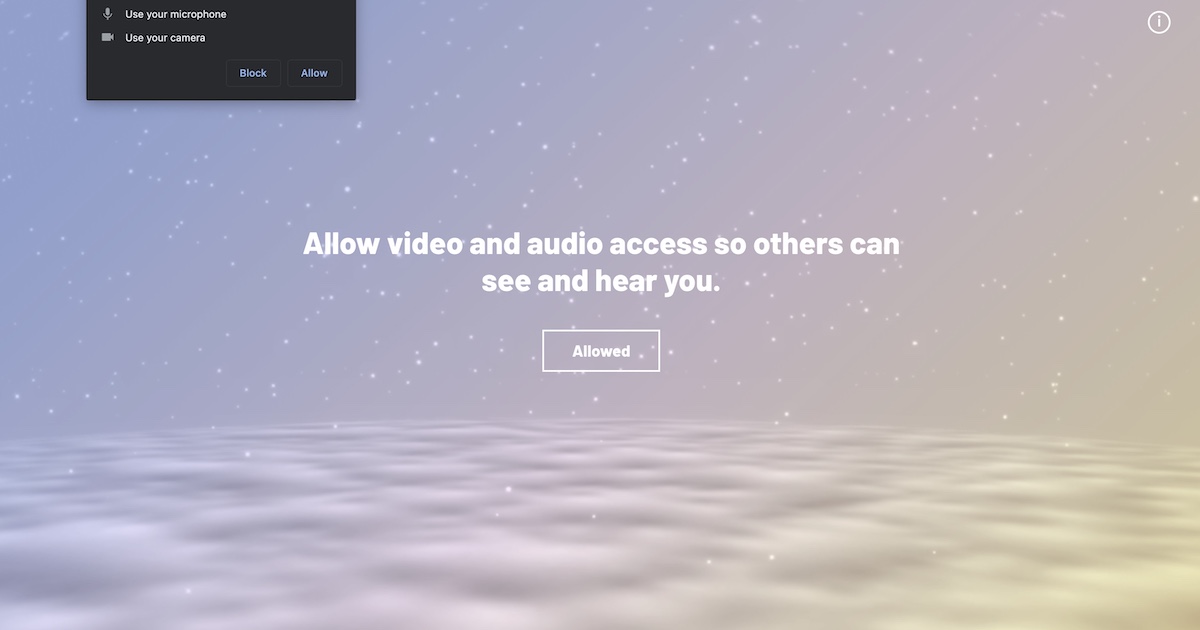 Use your microphone
Use your camera
Block
Allow
i
Allow video and audio access so others can
see and hear you.
Allowed